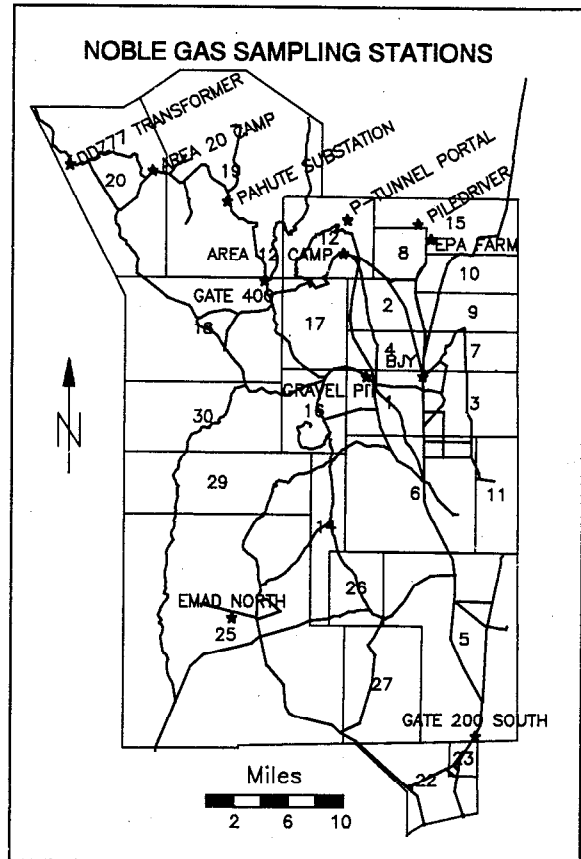 NOBLE GAS SAMPLING STATIONS
DD777 TRANSFORMER
AREA 20 CAMP
20
19
PAHUTE SUBSTATION
P-TUNNEL PORTAL
PILEDRIVER
15
12
8
EPA FARM
AREA 12 CAMP
10
GATE 400
2
9
18
17
4
7
BJY
GRAVEL PIT
1
3
30
16
N
29
6
11
14
26
EMAD NORTH
25
5
27
GATE 200 SOUTH
23
22
Miles
2 6 10